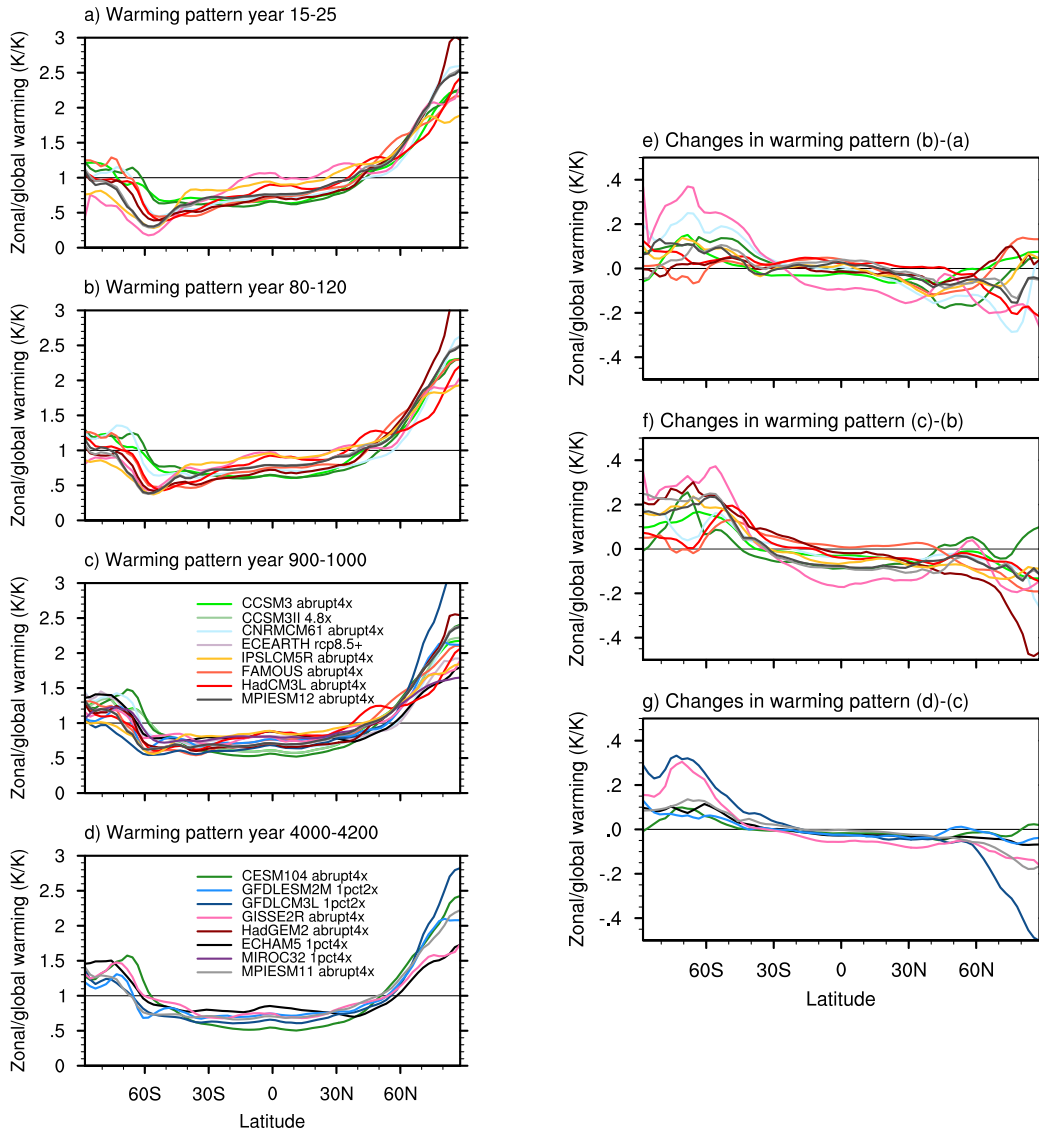 a) Warming pattern year 15-25
Zonal/global warming (K/K)
3
2.5
2
1.5
1
.5
0
b) Warming pattern year 80-120
Zonal/global warming (K/K)
3
2.5
2
1.5
1
.5
0
c) Warming pattern year 900-1000
Zonal/global warming (K/K)
3
2.5
2
1.5
1
.5
0
CCSM3 abrupt4x
CCSM3II 4.8x
CNRMCM61 abrupt4x
ECEARTH rcp8.5+
IPSLCM5R abrupt4x
FAMOUS abrupt4x
HadCM3L abrupt4x
MPIESM12 abrupt4x
d) Warming pattern year 4000-4200
Zonal/global warming (K/K)
3
2.5
2
1.5
1
.5
0
CESM104 abrupt4x
GFDLESM2M 1pct2x
GFDLCM3L 1pct2x
GISSE2R abrupt4x
HadGEM2 abrupt4x
ECHAM5 1pct4x
MIROC32 1pct4x
MPIESM11 abrupt4x
60S 30S 0 30N 60N
Latitude
e) Changes in warming pattern (b)-(a)
Zonal/global warming (K/K)
.4
.2
.0
-.2
-.4
f) Changes in warming pattern (c)-(b)
Zonal/global warming (K/K)
.4
.2
.0
-.2
-.4
g) Changes in warming pattern (d)-(c)
Zonal/global warming (K/K)
.4
.2
.0
-.2
-.4
60S 30S 0 30N 60N
Latitude